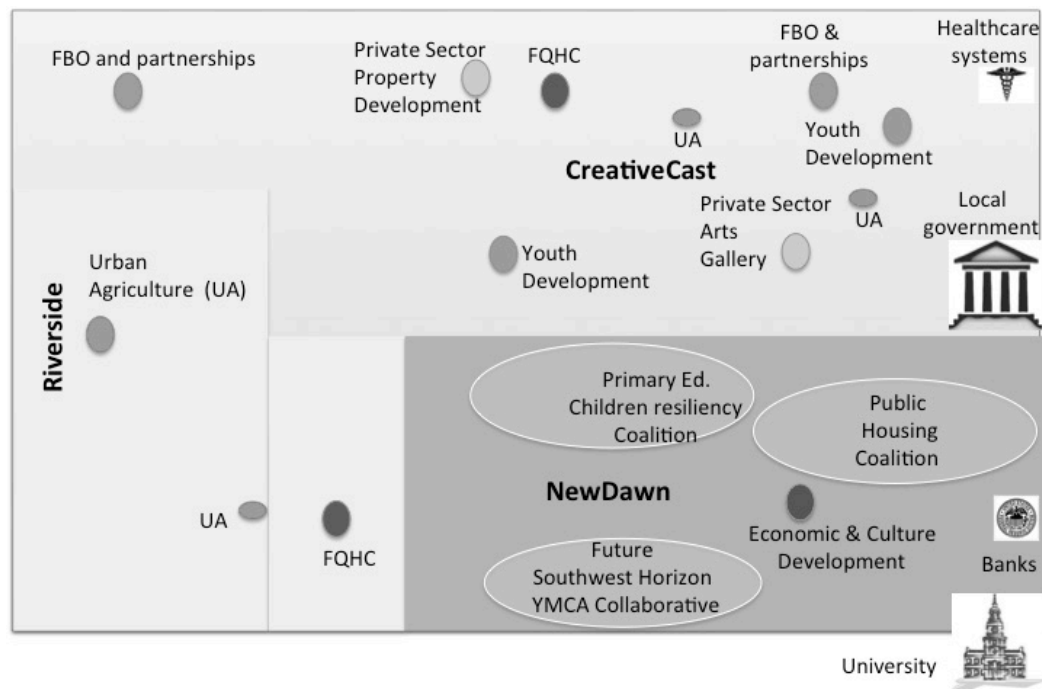 FBO and partnerships
Private Sector
Property
Development
FQHC
FBO &
partnerships
Healthcare
systems
UA
Youth
Development
CreativeCast
Private Sector
Arts
Gallery
UA
Local
government
Youth
Development
Urban
Agriculture (UA)
Riverside
Primary Ed.
Children resiliency
Coalition
Public
Housing
Coalition
NewDawn
UA
FQHC
Economic & Culture
Development
Banks
Future
Southwest Horizon
YMCA Collaborative
University